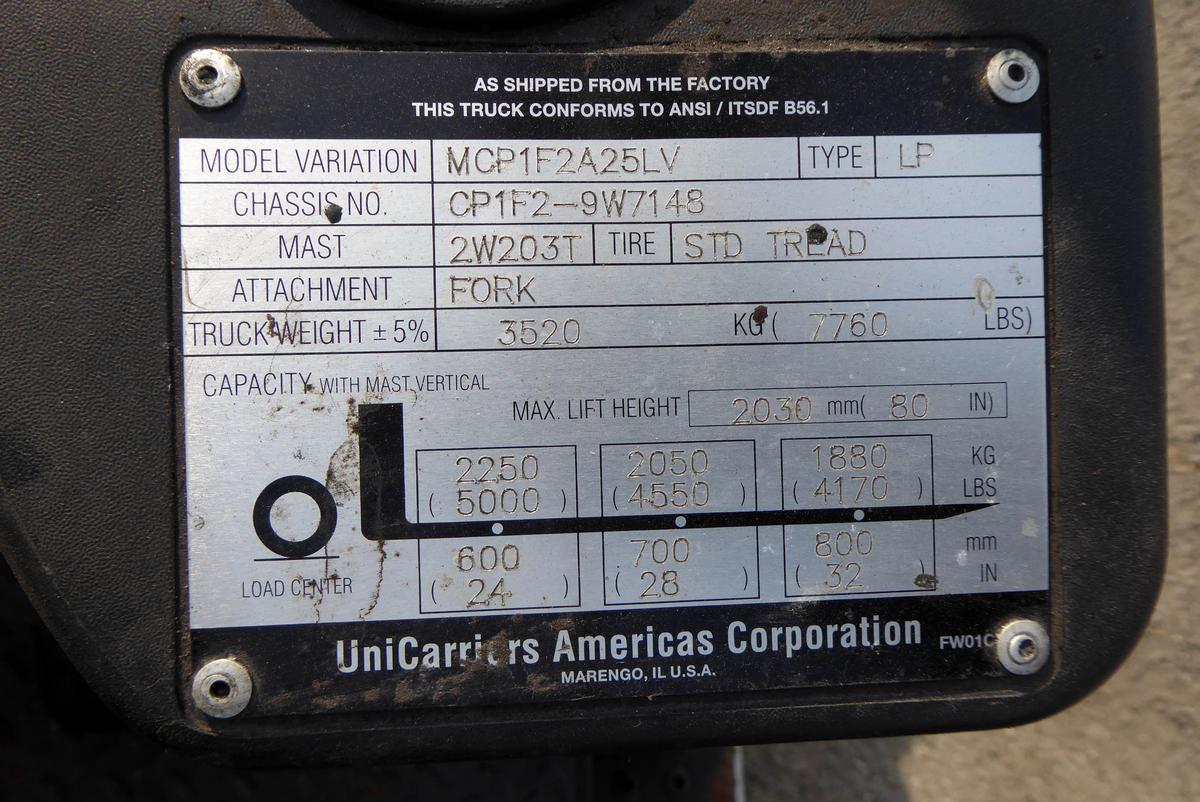 AS SHIPPED FROM THE FACTORY
THIS TRUCK CONFORMS TO ANSI / ITSDF B56.1
MODEL VARIATION MCP1F2A25LV TYPE LP
CHASSIS NO. CP1F2-9W7148
MAST 2W203T TIRE STD TREAD
ATTACHMENT FORK
TRUCK WEIGHT ± 5% 3520 KG ( 7760 LBS)
CAPACITY WITH MAST VERTICAL
MAX. LIFT HEIGHT 2030 mm( 80 IN)
2250 2050 1880 KG
( 5000 ) ( 4550 ) ( 4170 ) LBS
600 700 800 mm
( 24 ) ( 28 ) ( 32 ) IN
LOAD CENTER
UniCarriers Americas Corporation
MARENGO, IL U.S.A.